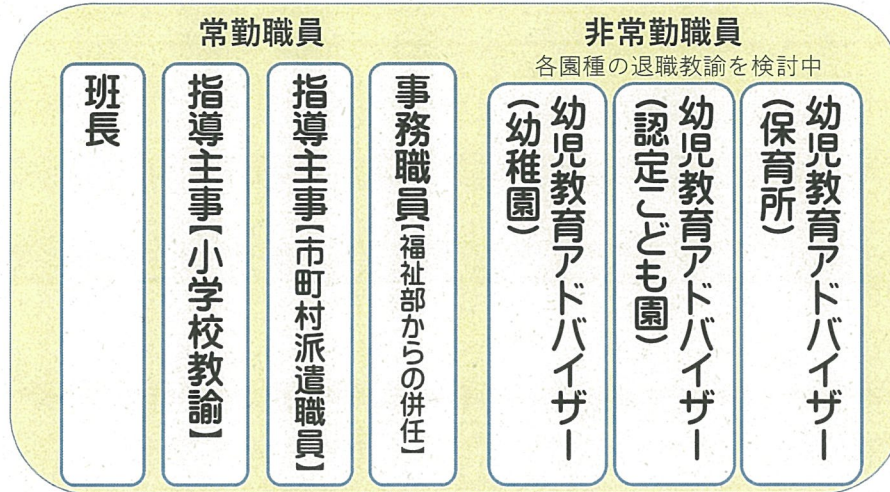 常勤職員
班長
指導主事【小学校教諭】
指導主事【市町村派遣職員】
事務職員【福祉部からの併任】
非常勤職員
各園種の退職教諭を検討中
幼児教育アドバイザー
（幼稚園）
幼児教育アドバイザー
（認定こども園）
幼児教育アドバイザー
（保育所）